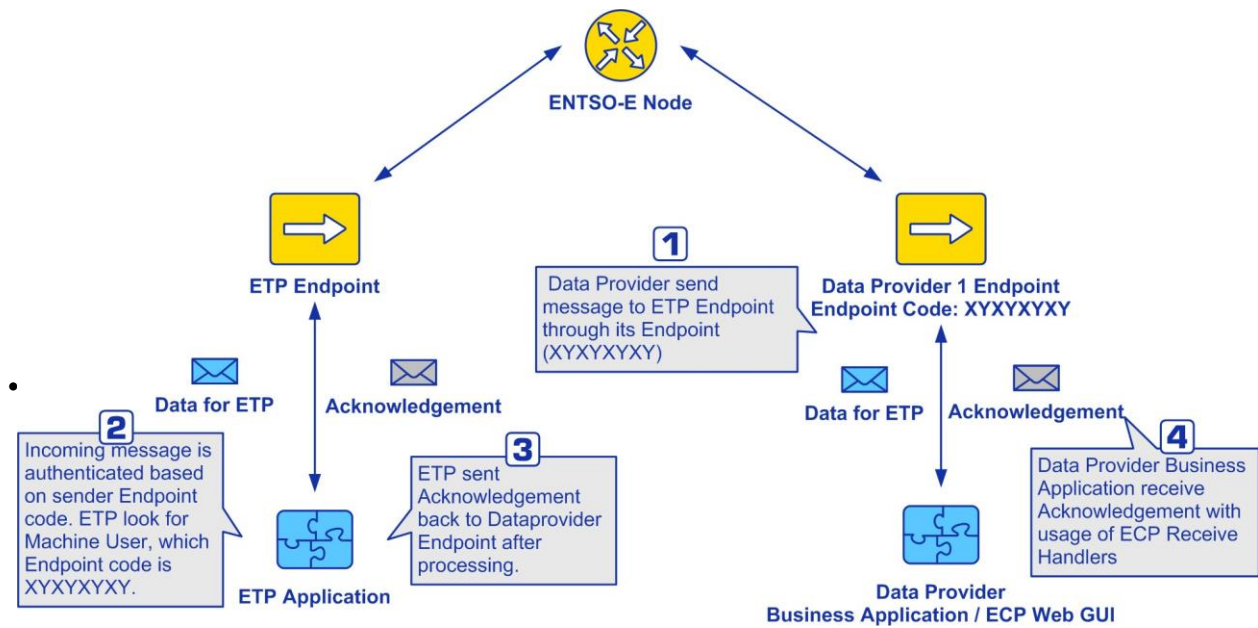 ENTSO-E Node
ETP Endpoint
1
Data Provider send
message to ETP Endpoint
through its Endpoint
(XYXYXYXY)
Data Provider 1 Endpoint
Endpoint Code: XYXYXYXY
Data for ETP
Acknowledgement
Data for ETP
Acknowledgement
2
Incoming message is
authenticated based
on sender Endpoint
code. ETP look for
Machine User, which
Endpoint code is
XYXYXYXY.
3
ETP sent
Acknowledgement
back to Dataprovider
Endpoint after
processing.
4
Data Provider Business
Application receive
Acknowledgement with
usage of ECP Receive
Handlers
ETP Application
Data Provider
Business Application / ECP Web GUI